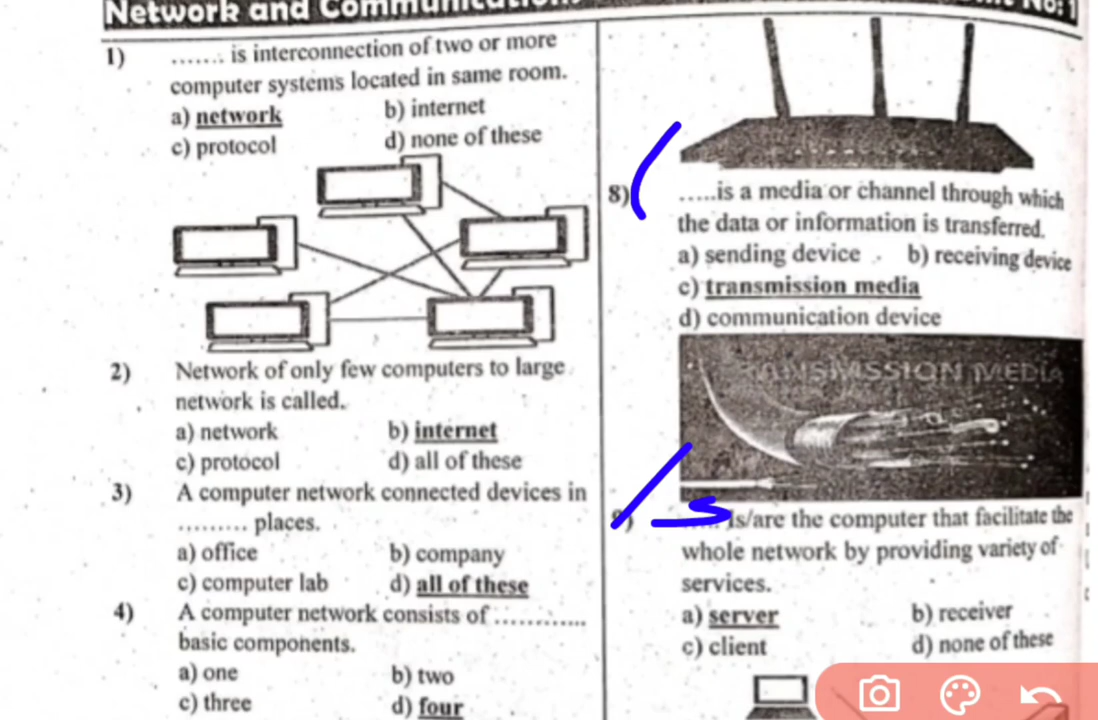 Network and Communication
No: 1
1) ....... is interconnection of two or more
computer systems located in same room.
a) network b) internet
c) protocol d) none of these
2) Network of only few computers to large
network is called.
a) network b) internet
c) protocol d) all of these
3) A computer network connected devices in
......... places.
a) office b) company
c) computer lab d) all of these
4) A computer network consists of ............
basic components.
a) one b) two
c) three d) four
8) .....is a media or channel through which
the data or information is transferred.
a) sending device b) receiving device
c) transmission media
d) communication device
TRANSMISSION MEDIA
9) ..... is/are the computer that facilitate the
whole network by providing variety of
services.
a) server b) receiver
c) client d) none of these